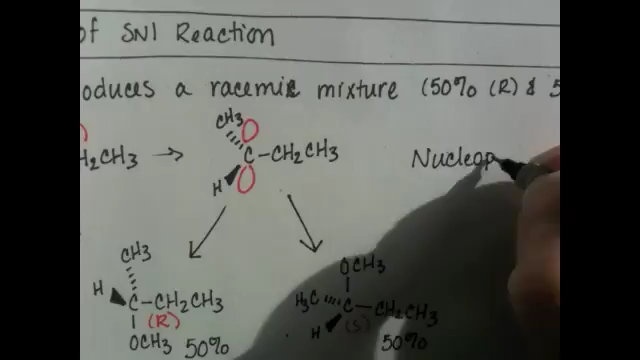 of SN1 Reaction
oduces a racemic mixture (50% (R) & 5
CH3
H2CH3 → C-CH2CH3
H
Nucleop
CH3
H C-CH2CH3
(R)
OCH3 50%
OCH3
H3C C-CH2CH3
H (S)
50%